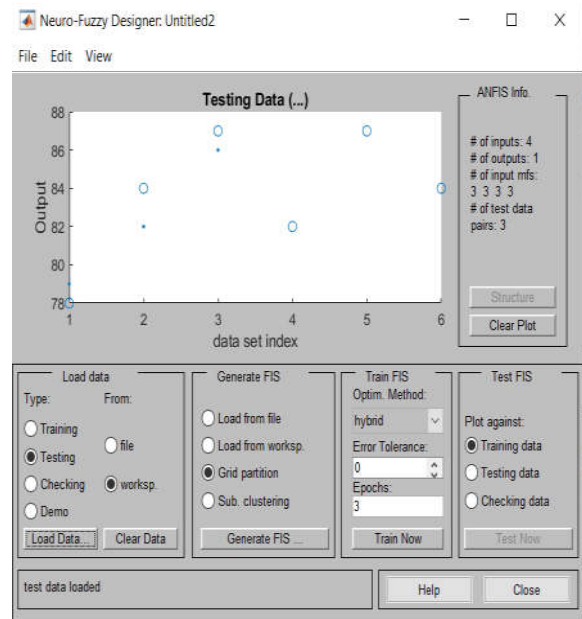 Neuro-Fuzzy Designer: Untitled2
File Edit View
Testing Data (...)
88
86
84
82
80
78
Output
1 2 3 4 5 6
data set index
ANFIS Info.
# of inputs: 4
# of outputs: 1
# of input mfs:
3 3 3 3
# of test data
pairs: 3
Structure
Clear Plot
Load data
Type: From:
Training
Testing
Checking
Demo
file
worksp.
Load Data...
Clear Data
Generate FIS
Load from file
Load from worksp.
Grid partition
Sub. clustering
Generate FIS ...
Train FIS
Optim. Method:
hybrid
Error Tolerance:
0
Epochs:
3
Train Now
Test FIS
Plot against:
Training data
Testing data
Checking data
Test Now
test data loaded
Help
Close